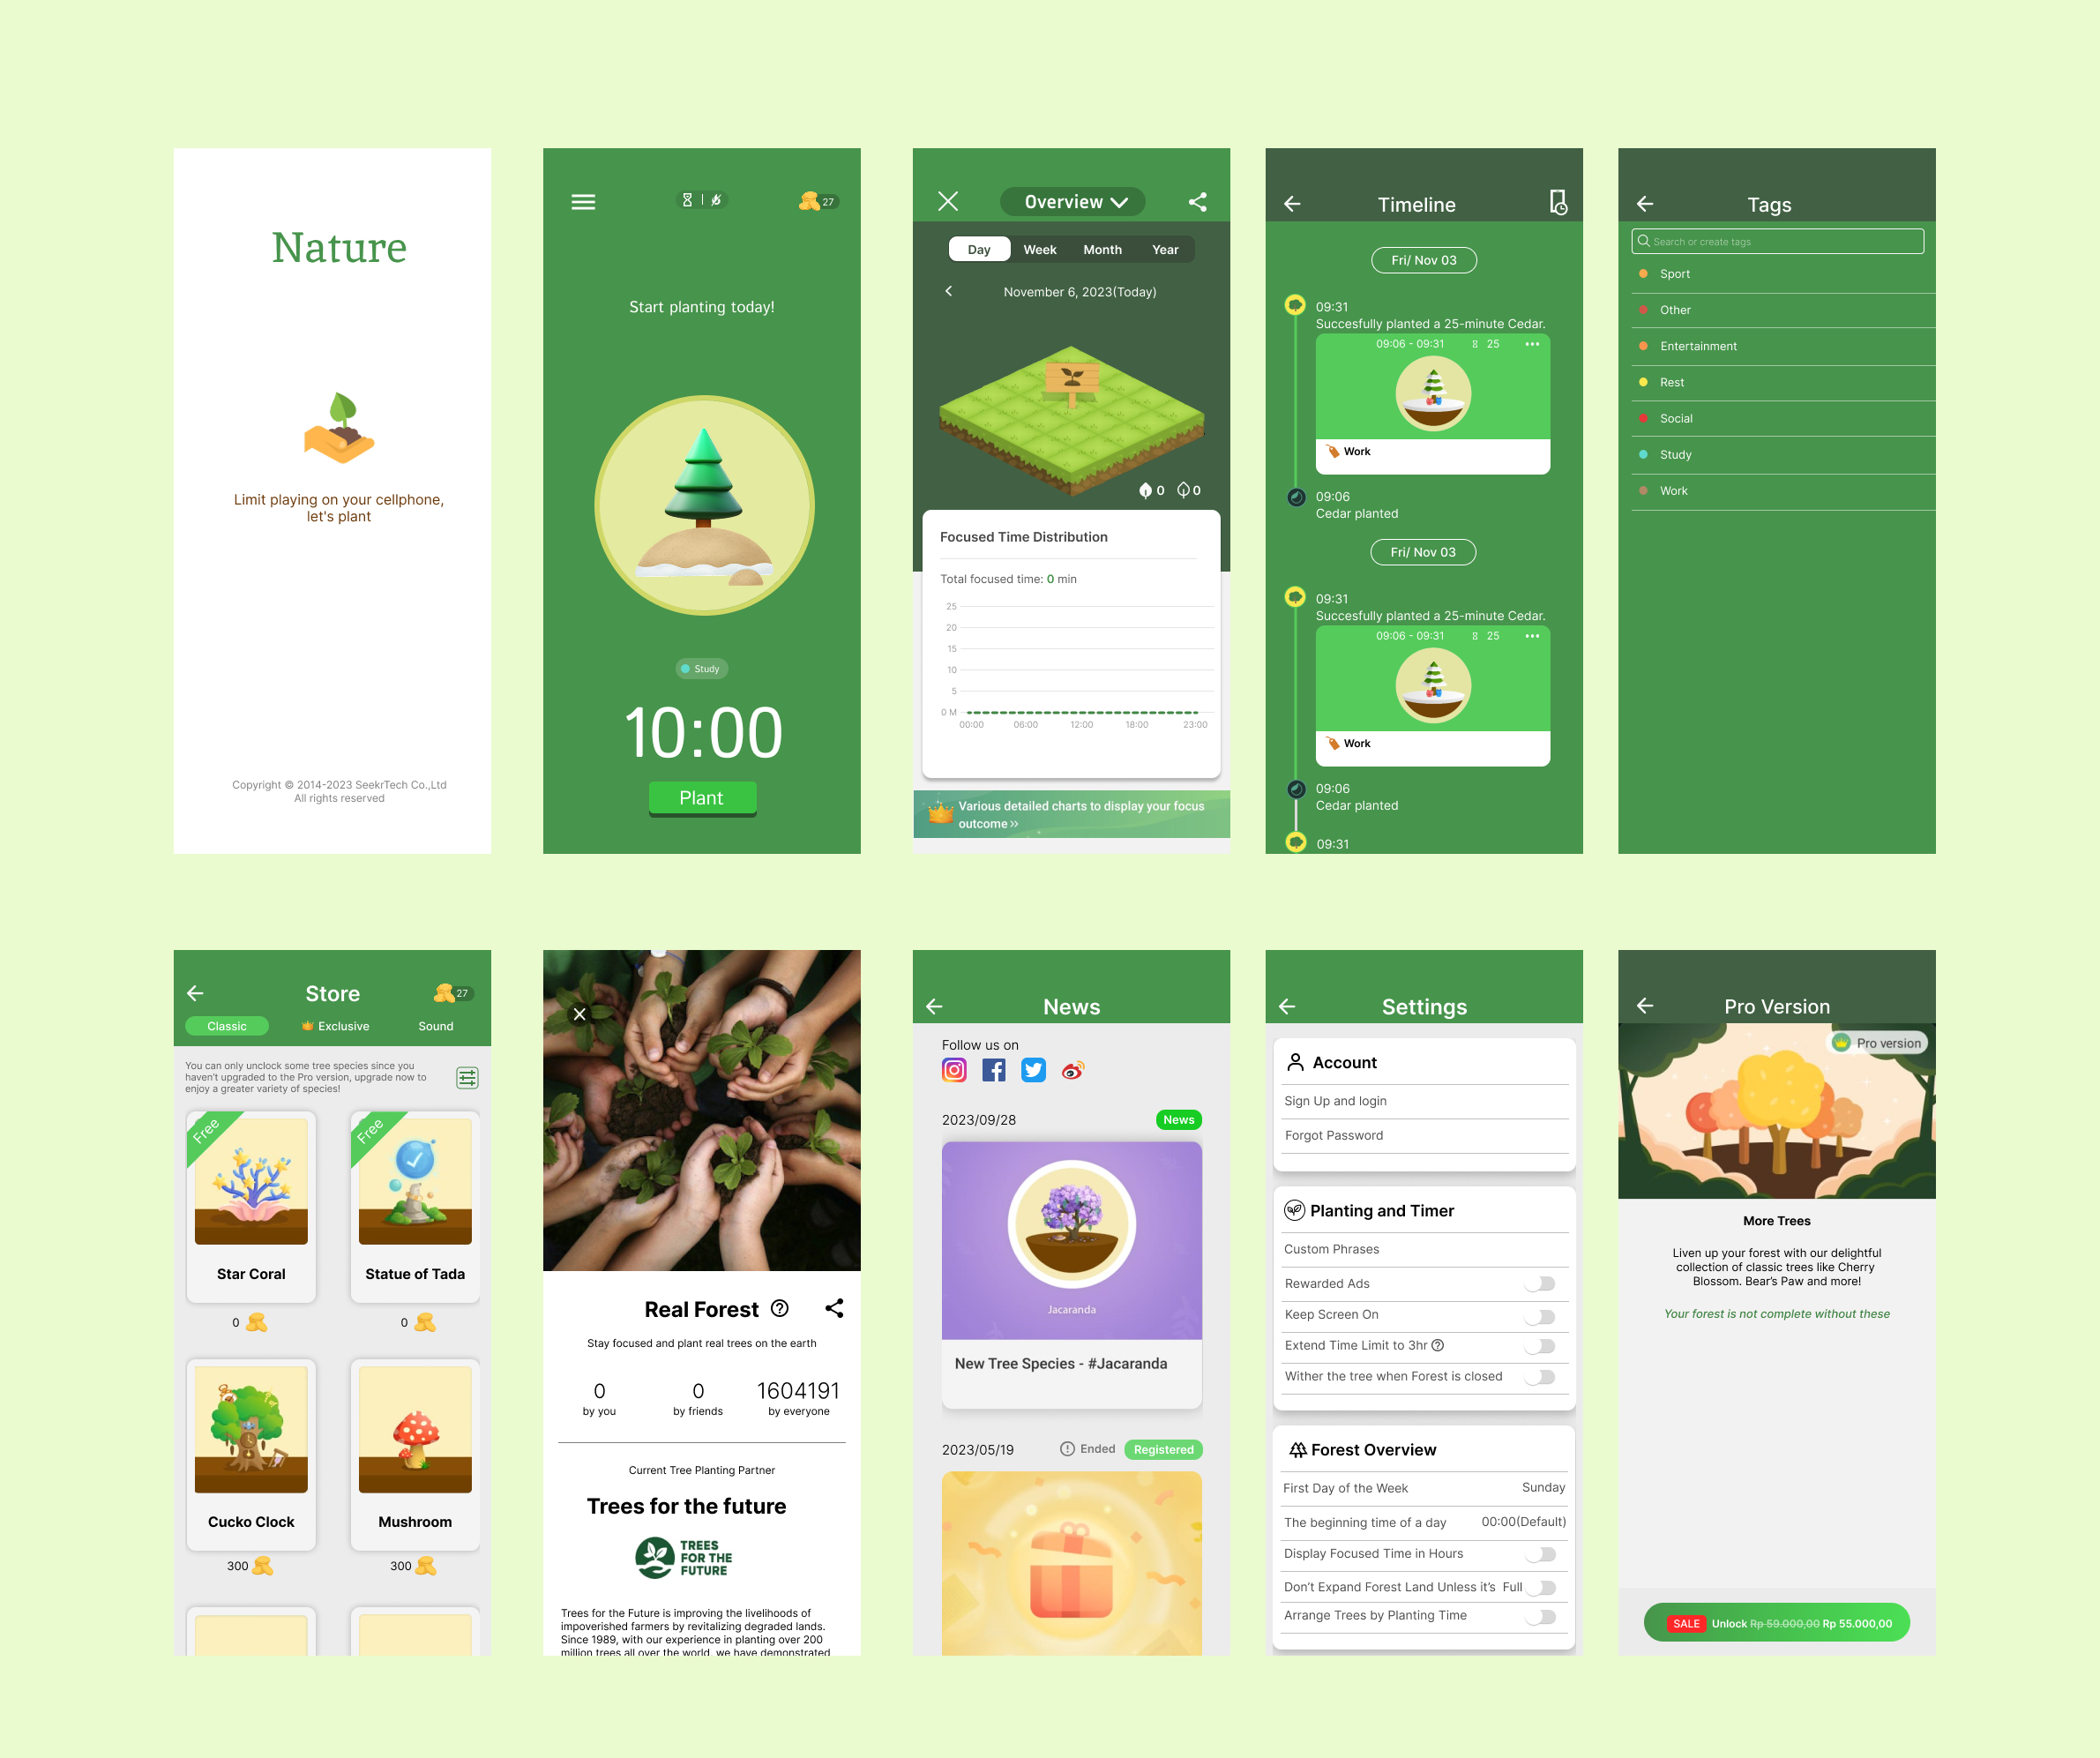 Nature
Limit playing on your cellphone,
let's plant
Copyright © 2014-2023 SeekrTech Co.,Ltd
All rights reserved
27
Start planting today!
Study
10:00
Plant
Overview
Day Week Month Year
November 6, 2023(Today)
0 0
Focused Time Distribution
Total focused time: 0 min
25
20
15
10
5
0 M
00:00 06:00 12:00 18:00 23:00
Various detailed charts to display your focus
outcome >>
Timeline
Fri/ Nov 03
09:31
Succesfully planted a 25-minute Cedar.
09:06 - 09:31 25
Work
09:06
Cedar planted
Fri/ Nov 03
09:31
Succesfully planted a 25-minute Cedar.
09:06 - 09:31 25
Work
09:06
Cedar planted
09:31
Tags
Search or create tags
Sport
Other
Entertainment
Rest
Social
Study
Work
Store
27
Classic Exclusive Sound
You can only unclock some tree species since you
haven't upgraded to the Pro version, upgrade now to
enjoy a greater variety of species!
Free Free
Star Coral Statue of Tada
0 0
Cucko Clock Mushroom
300 300
Real Forest
Stay focused and plant real trees on the earth
0 0 1604191
by you by friends by everyone
Current Tree Planting Partner
Trees for the future
TREES
FOR THE
FUTURE
Trees for the Future is improving the livelihoods of
impoverished farmers by revitalizing degraded lands.
Since 1989, with our experience in planting over 200
million trees all over the world, we have demonstrated
News
Follow us on
2023/09/28 News
Jacaranda
New Tree Species - #Jacaranda
2023/05/19 Ended Registered
Settings
Account
Sign Up and login
Forgot Password
Planting and Timer
Custom Phrases
Rewarded Ads
Keep Screen On
Extend Time Limit to 3hr
Wither the tree when Forest is closed
Forest Overview
First Day of the Week Sunday
The beginning time of a day 00:00(Default)
Display Focused Time in Hours
Don't Expand Forest Land Unless it's Full
Arrange Trees by Planting Time
Pro Version
Pro version
More Trees
Liven up your forest with our delightful
collection of classic trees like Cherry
Blossom. Bear's Paw and more!
Your forest is not complete without these
SALE Unlock Rp 59.000,00 Rp 55.000,00